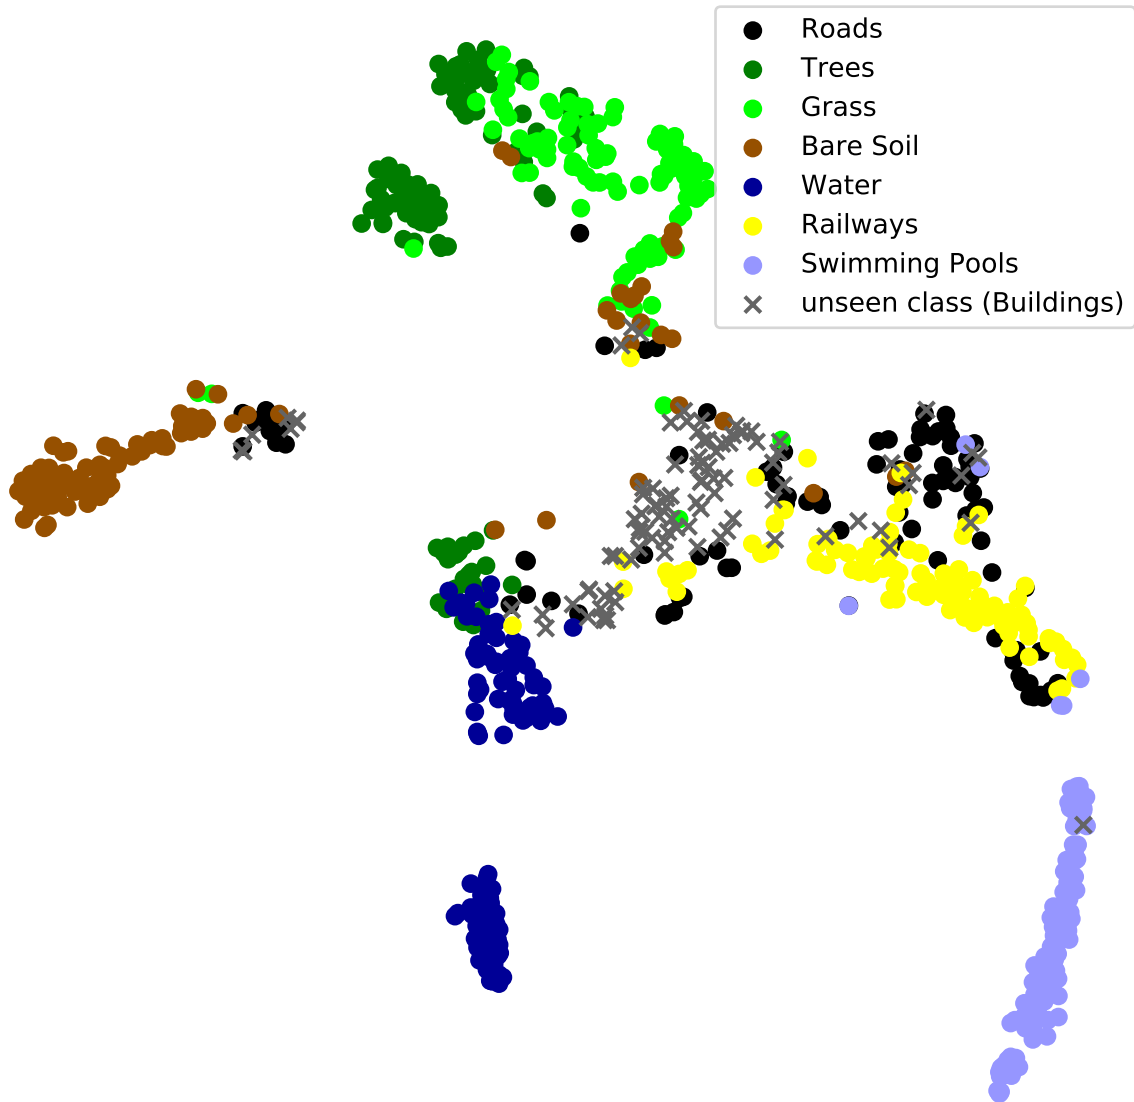 Roads
Trees
Grass
Bare Soil
Water
Railways
Swimming Pools
unseen class (Buildings)